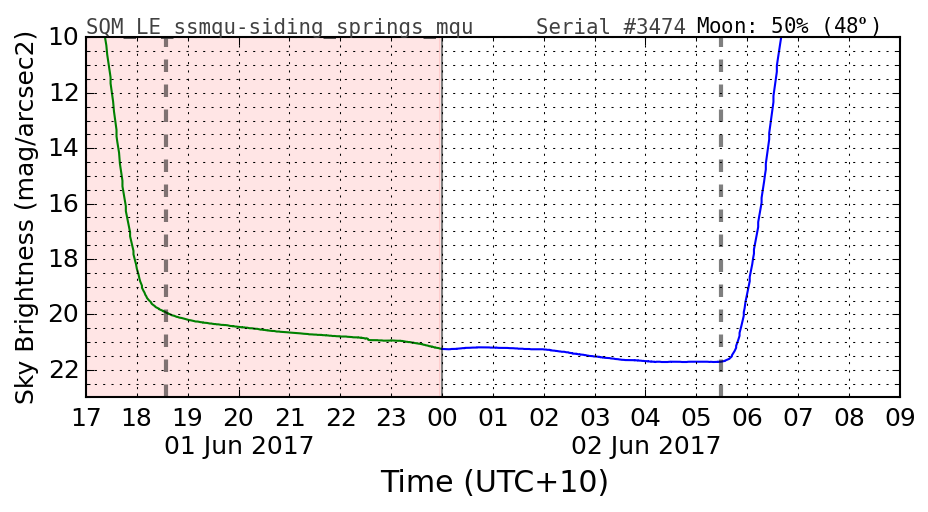 SQM_LE_ssmqu-siding_springs_mqu Serial #3474 Moon: 50% (48°)
Sky Brightness (mag/arcsec2)
10
12
14
16
18
20
22
17 18 19 20 21 22 23 00 01 02 03 04 05 06 07 08 09
01 Jun 2017 02 Jun 2017
Time (UTC+10)